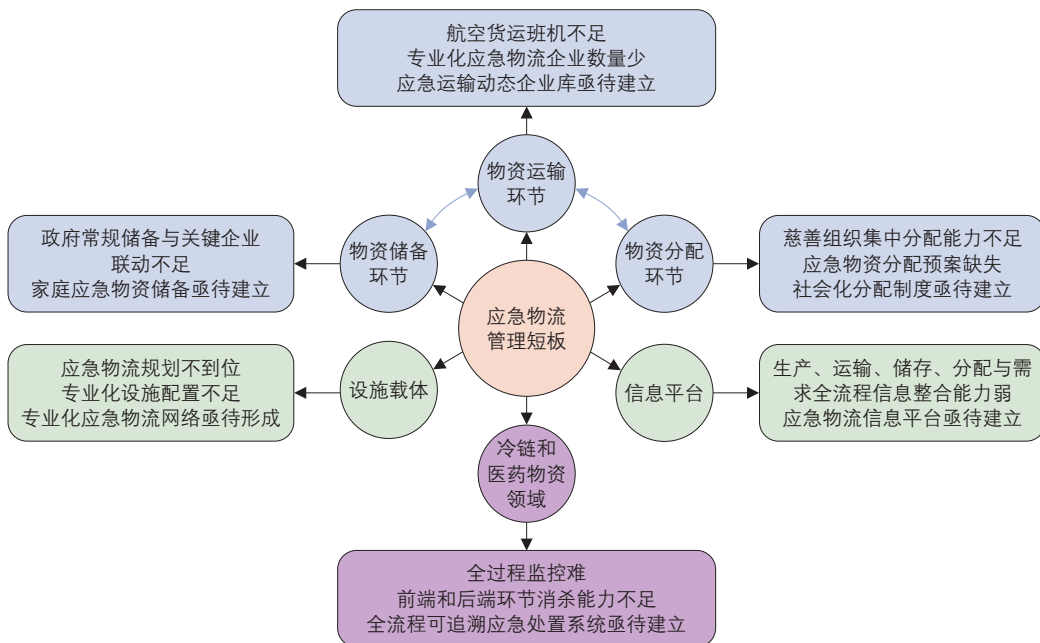 航空货运班机不足
专业化应急物流企业数量少
应急运输动态企业库亟待建立
物资运输
环节
政府常规储备与关键企业
联动不足
家庭应急物资储备亟待建立
物资储备
环节
物资分配
环节
慈善组织集中分配能力不足
应急物资分配预案缺失
社会化分配制度亟待建立
应急物流
管理短板
应急物流规划不到位
专业化设施配置不足
专业化应急物流网络亟待形成
设施载体
信息平台
生产、运输、储存、分配与需
求全流程信息整合能力弱
应急物流信息平台亟待建立
冷链和
医药物资
领域
全过程监控难
前端和后端环节消杀能力不足
全流程可追溯应急处置系统亟待建立